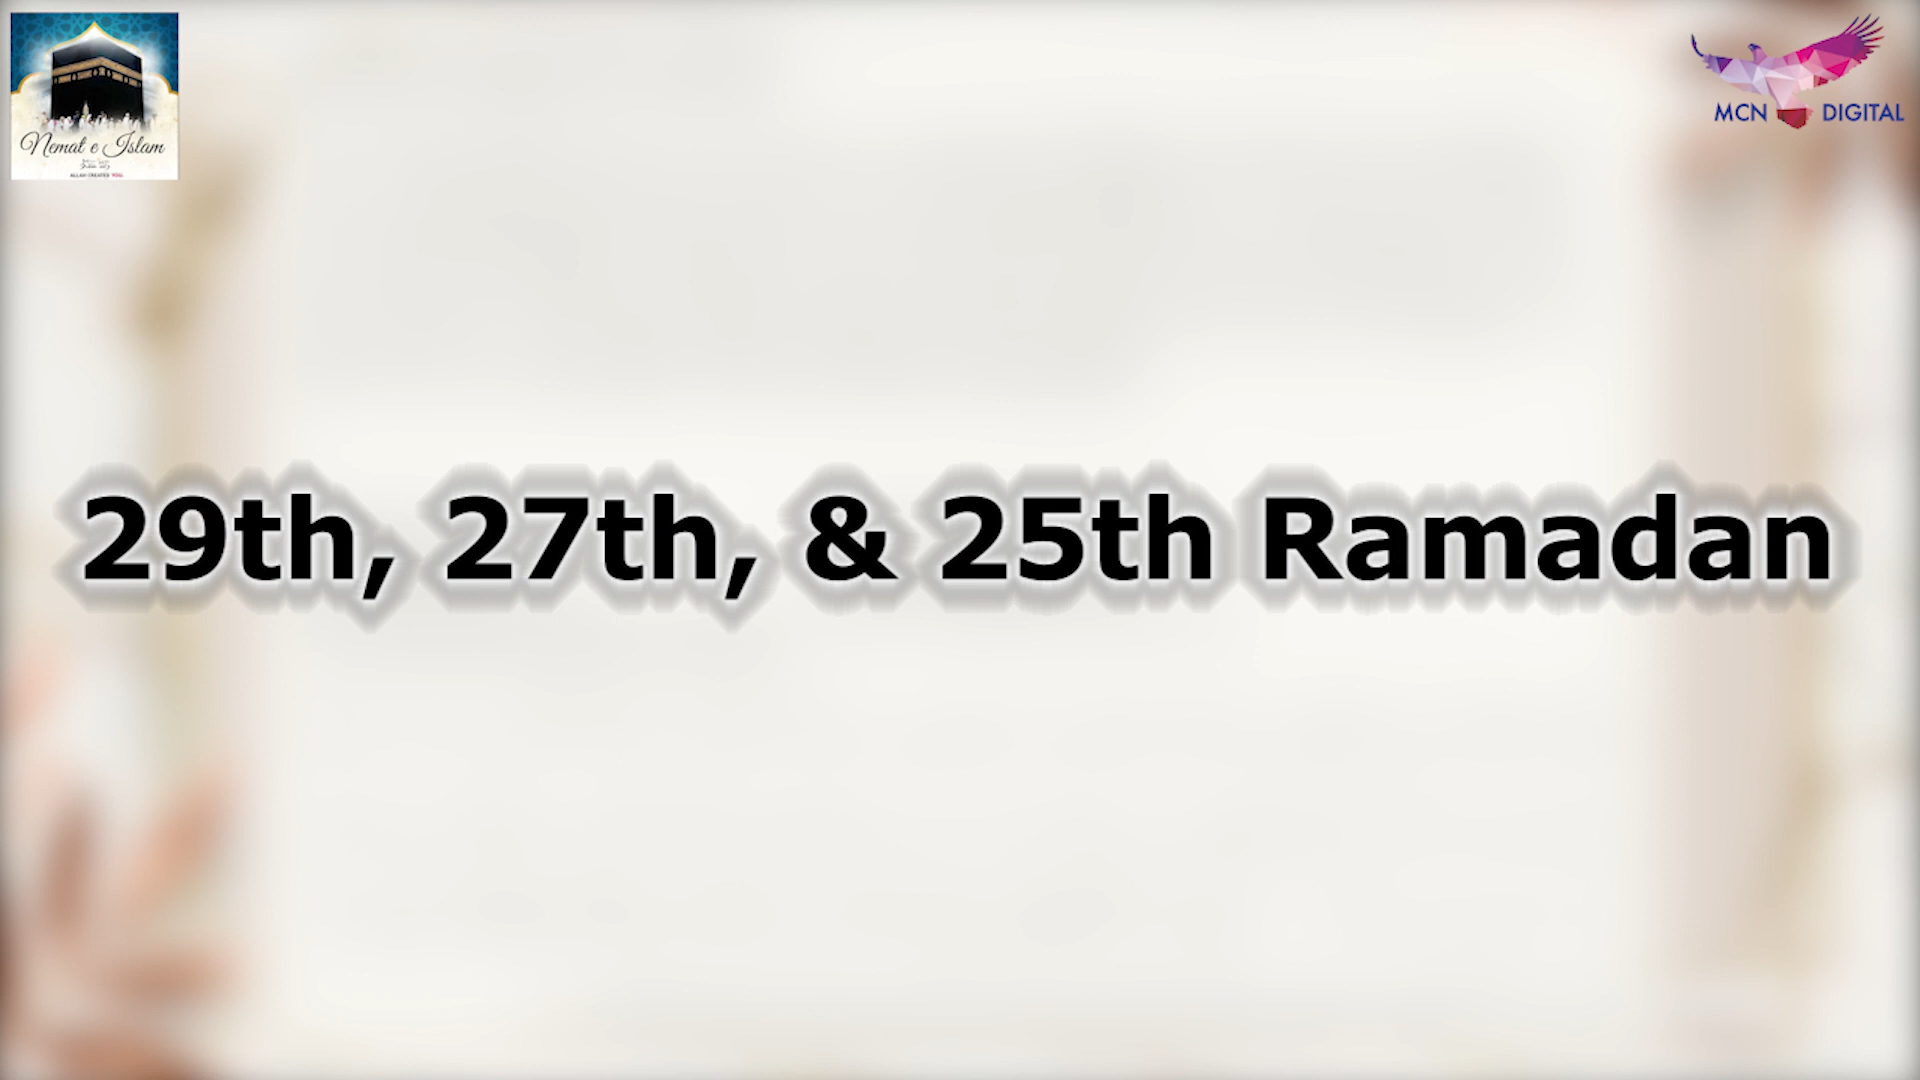 Nemat e Islam
ALLAH CREATED YOU.
MCN DIGITAL
29th, 27th, & 25th Ramadan